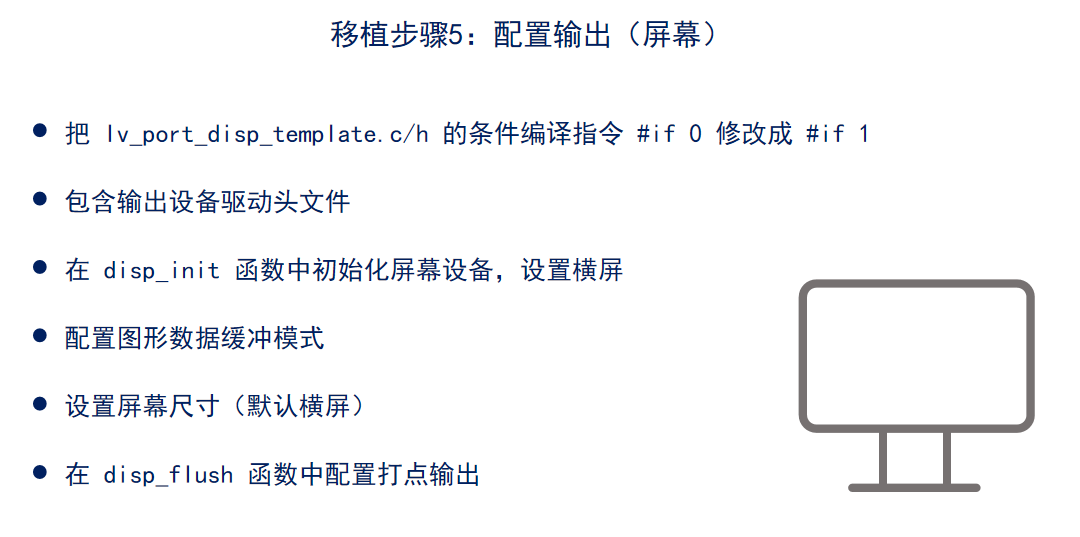 移植步骤5：配置输出（屏幕）
● 把 lv_port_disp_template.c/h 的条件编译指令 #if 0 修改成 #if 1
● 包含输出设备驱动头文件
● 在 disp_init 函数中初始化屏幕设备，设置横屏
● 配置图形数据缓冲模式
● 设置屏幕尺寸（默认横屏）
● 在 disp_flush 函数中配置打点输出